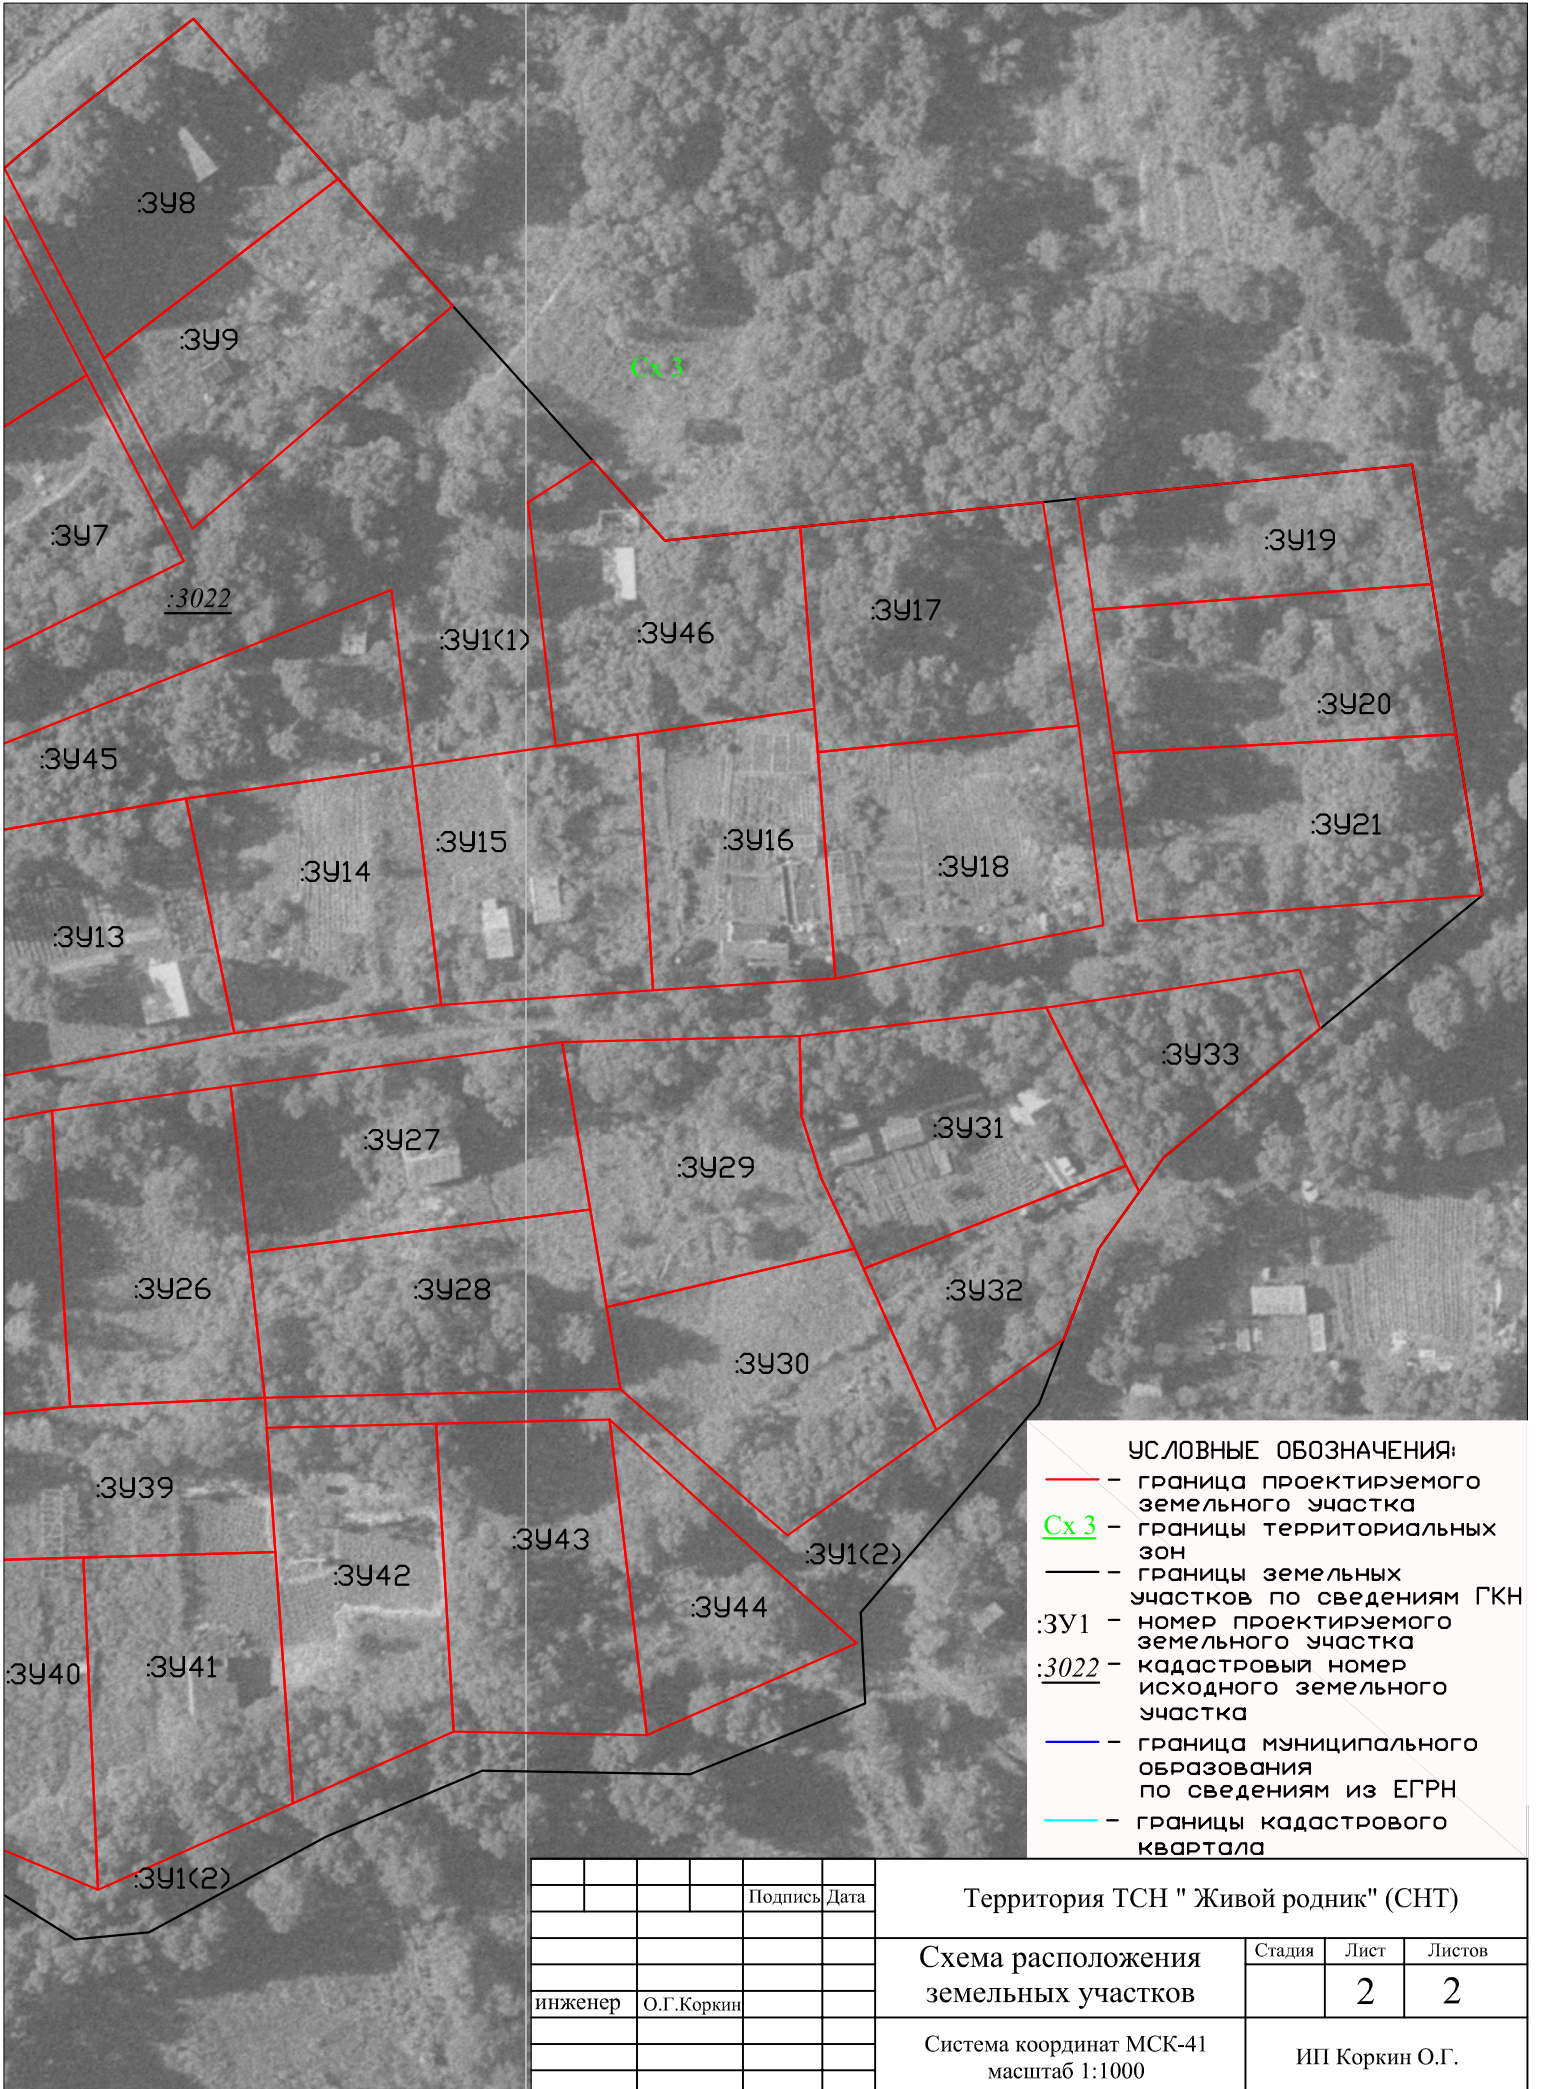 :ЗУ8
:ЗУ9
Сх 3
:ЗУ7
:ЗУ19
:3022
:ЗУ1(1)
:ЗУ46
:ЗУ17
:ЗУ20
:ЗУ45
:ЗУ14
:ЗУ15
:ЗУ16
:ЗУ18
:ЗУ21
:ЗУ13
:ЗУ33
:ЗУ27
:ЗУ29
:ЗУ31
:ЗУ26
:ЗУ28
:ЗУ32
:ЗУ30
:ЗУ39
:ЗУ43
:ЗУ1(2)
:ЗУ42
:ЗУ44
:ЗУ40
:ЗУ41
:ЗУ1(2)
УСЛОВНЫЕ ОБОЗНАЧЕНИЯ:
– граница проектируемого
земельного участка
Сх 3 – границы территориальных
зон
– границы земельных
участков по сведениям ГКН
:ЗУ1 – номер проектируемого
земельного участка
:3022 – кадастровый номер
исходного земельного
участка
– граница муниципального
образования
по сведениям из ЕГРН
– границы кадастрового
квартала
Подпись Дата
Территория ТСН " Живой родник" (СНТ)
Схема расположения
земельных участков
Стадия Лист Листов
2 2
инженер О.Г.Коркин
Система координат МСК-41
масштаб 1:1000
ИП Коркин О.Г.